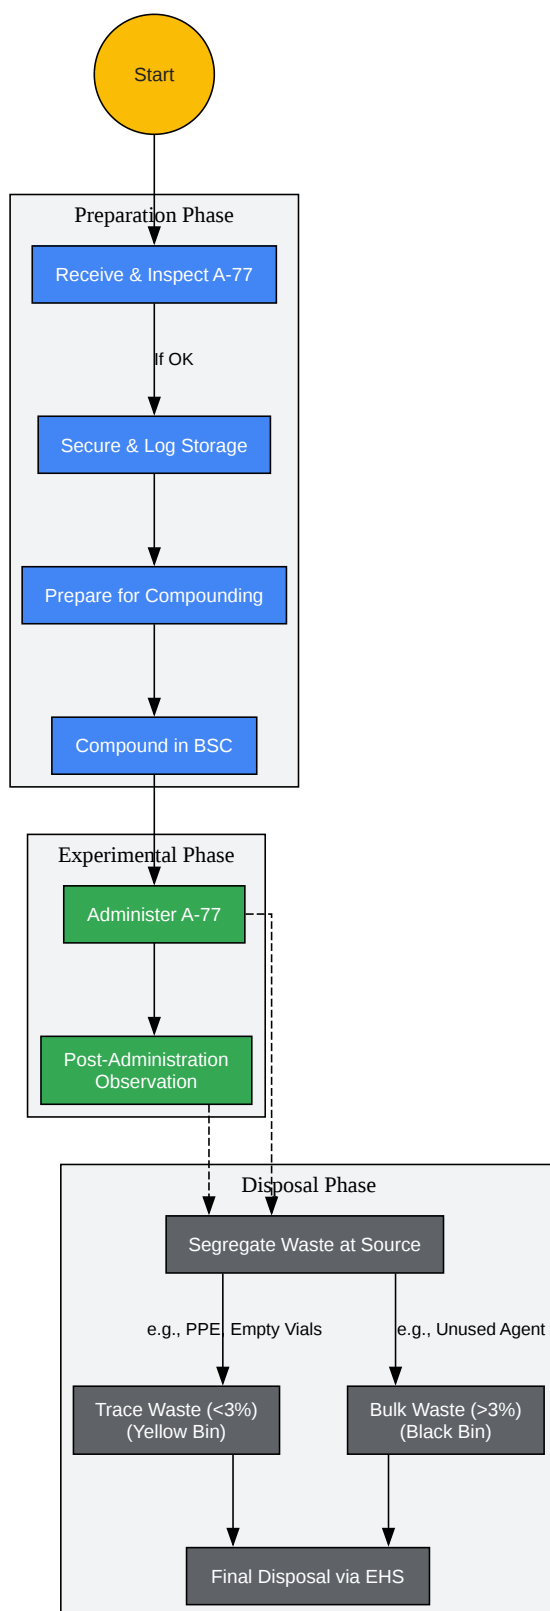 Start
Preparation Phase
Receive & Inspect A-77
If OK
Secure & Log Storage
Prepare for Compounding
Compound in BSC
Experimental Phase
Administer A-77
Post-Administration
Observation
Disposal Phase
Segregate Waste at Source
e.g., PPE, Empty Vials
e.g., Unused Agent
Trace Waste (<3%)
(Yellow Bin)
Bulk Waste (>3%)
(Black Bin)
Final Disposal via EHS